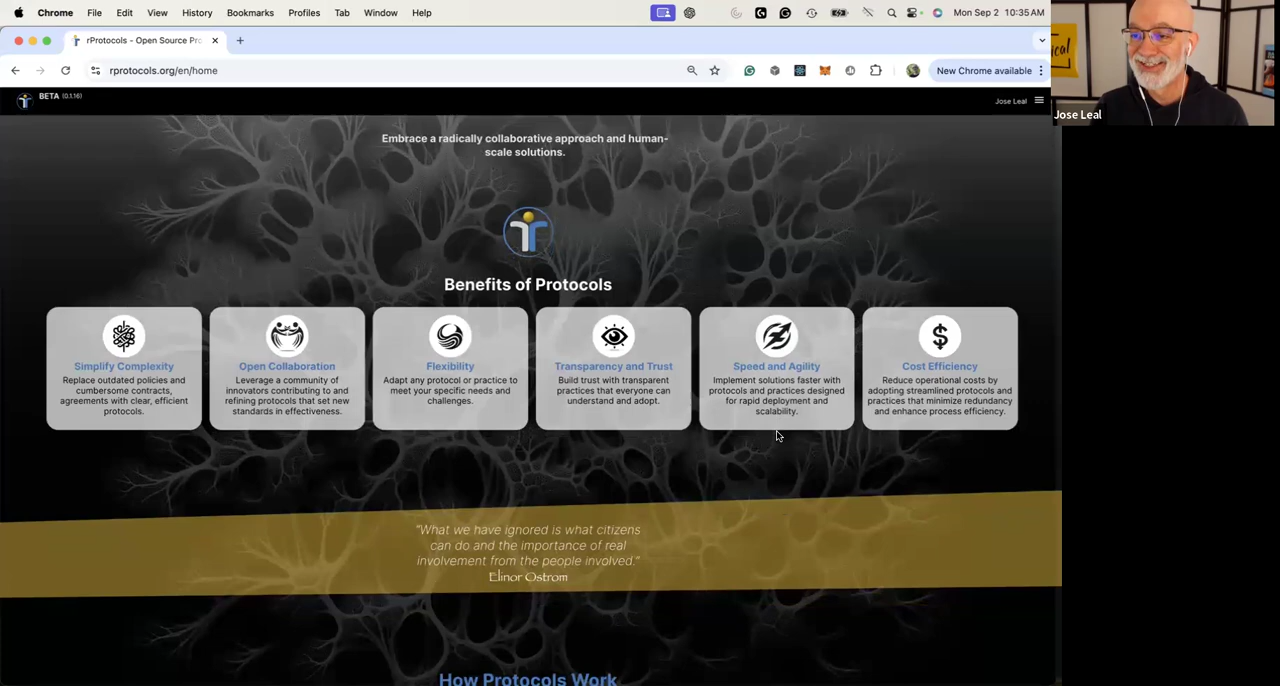 Chrome File Edit View History Bookmarks Profiles Tab Window Help Mon Sep 2 10:35 AM
rProtocols - Open Source Pro
rprotocols.org/en/home New Chrome available
BETA (0.1.16) Jose Leal
ical
Jose Leal
Embrace a radically collaborative approach and human-
scale solutions.
Benefits of Protocols
Simplify Complexity
Replace outdated policies and
cumbersome contracts,
agreements with clear, efficient
protocols.
Open Collaboration
Leverage a community of
innovators contributing to and
refining protocols that set new
standards in effectiveness.
Flexibility
Adapt any protocol or practice to
meet your specific needs and
challenges.
Transparency and Trust
Build trust with transparent
practices that everyone can
understand and adopt.
Speed and Agility
Implement solutions faster with
protocols and practices designed
for rapid deployment and
scalability.
Cost Efficiency
Reduce operational costs by
adopting streamlined protocols and
practices that minimize redundancy
and enhance process efficiency.
"What we have ignored is what citizens
can do and the importance of real
involvement from the people involved."
Elinor Ostrom
How Protocols Work